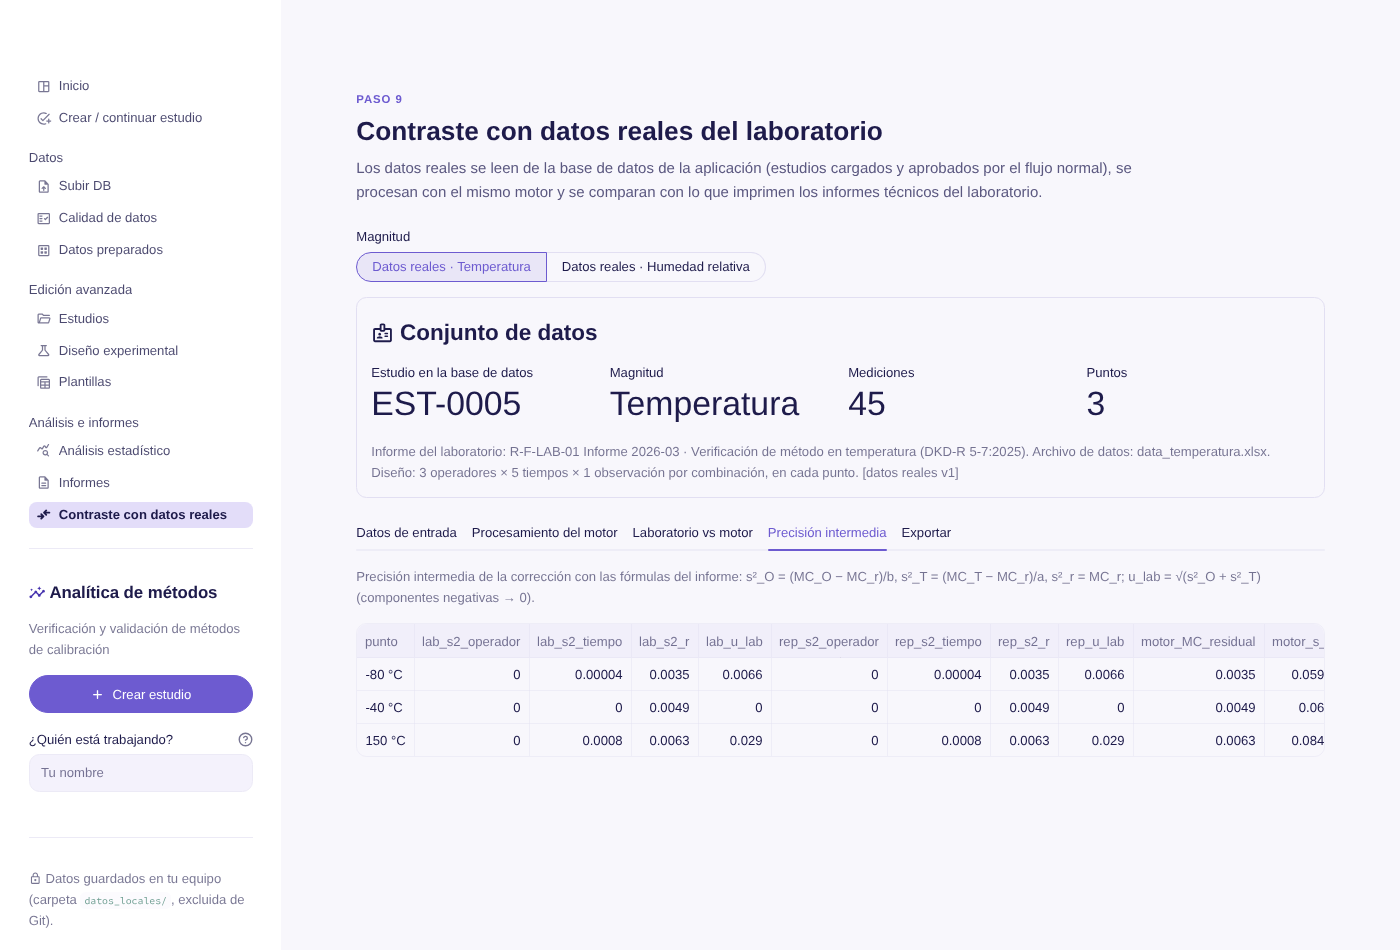 Inicio
Crear / continuar estudio
Datos
Subir DB
Calidad de datos
Datos preparados
Edición avanzada
Estudios
Diseño experimental
Plantillas
Análisis e informes
Análisis estadístico
Informes
Contraste con datos reales
Analítica de métodos
Verificación y validación de métodos
de calibración
Crear estudio
¿Quién está trabajando?
Tu nombre
Datos guardados en tu equipo
(carpeta datos_locales/ , excluida de
Git).
PASO 9
Contraste con datos reales del laboratorio
Los datos reales se leen de la base de datos de la aplicación (estudios cargados y aprobados por el flujo normal), se
procesan con el mismo motor y se comparan con lo que imprimen los informes técnicos del laboratorio.
Magnitud
Datos reales · Temperatura Datos reales · Humedad relativa
Conjunto de datos
Estudio en la base de datos Magnitud Mediciones Puntos
EST-0005 Temperatura 45 3
Informe del laboratorio: R-F-LAB-01 Informe 2026-03 · Verificación de método en temperatura (DKD-R 5-7:2025). Archivo de datos: data_temperatura.xlsx.
Diseño: 3 operadores × 5 tiempos × 1 observación por combinación, en cada punto. [datos reales v1]
Datos de entrada Procesamiento del motor Laboratorio vs motor Precisión intermedia Exportar
Precisión intermedia de la corrección con las fórmulas del informe: s²_O = (MC_O − MC_r)/b, s²_T = (MC_T − MC_r)/a, s²_r = MC_r; u_lab = √(s²_O + s²_T)
(componentes negativas → 0).
punto lab_s2_operador lab_s2_tiempo lab_s2_r lab_u_lab rep_s2_operador rep_s2_tiempo rep_s2_r rep_u_lab motor_MC_residual motor_s_
-80 °C 0 0.00004 0.0035 0.0066 0 0.00004 0.0035 0.0066 0.0035 0.059
-40 °C 0 0 0.0049 0 0 0 0.0049 0 0.0049 0.06
150 °C 0 0.0008 0.0063 0.029 0 0.0008 0.0063 0.029 0.0063 0.084